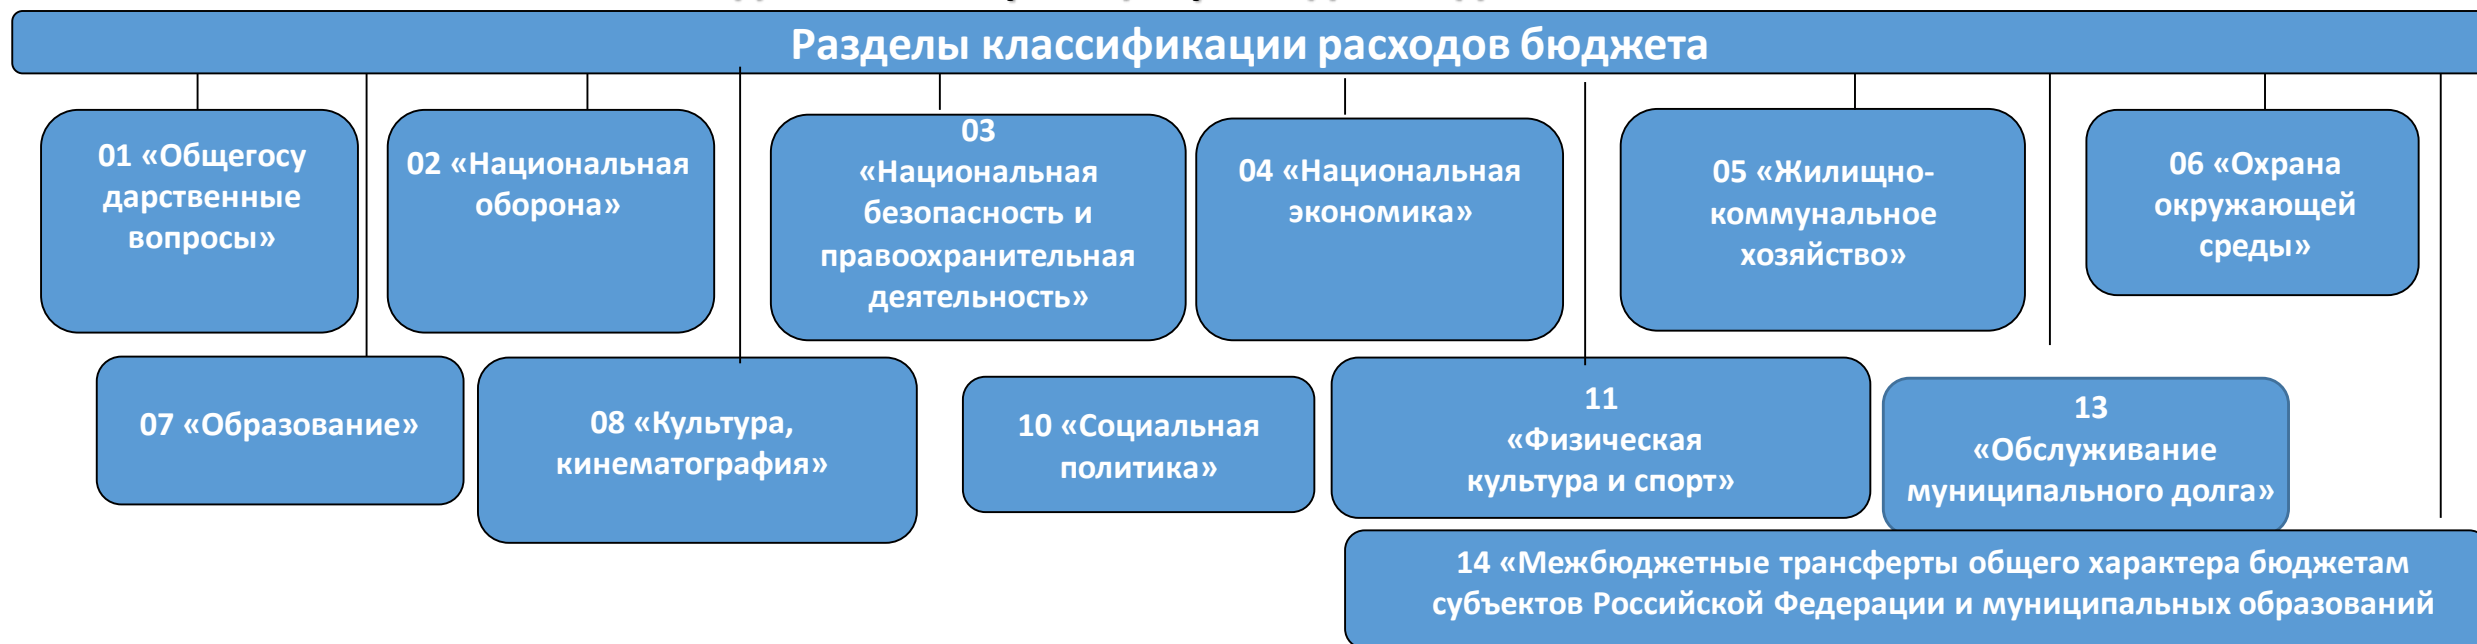 Разделы классификации расходов бюджета
01 «Общегосу
дарственные
вопросы»
02 «Национальная
оборона»
03
«Национальная
безопасность и
правоохранительная
деятельность»
04 «Национальная
экономика»
05 «Жилищно-
коммунальное
хозяйство»
06 «Охрана
окружающей
среды»
07 «Образование»
08 «Культура,
кинематография»
10 «Социальная
политика»
11
«Физическая
культура и спорт»
13
«Обслуживание
муниципального долга»
14 «Межбюджетные трансферты общего характера бюджетам
субъектов Российской Федерации и муниципальных образований